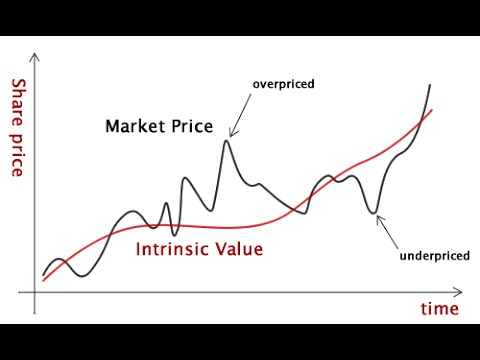 overpriced
Share price
Market Price
Intrinsic Value
underpriced
time